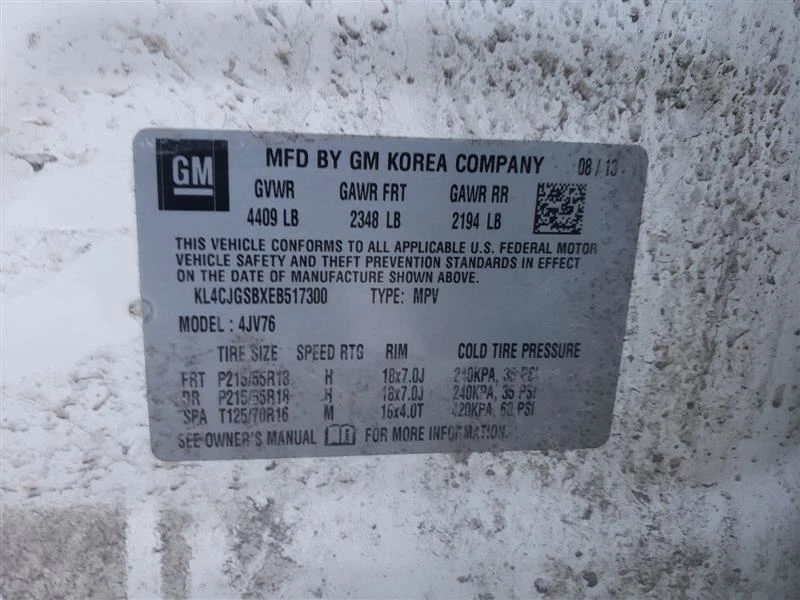 GM MFD BY GM KOREA COMPANY 08 / 13
GVWR GAWR FRT GAWR RR
4409 LB 2348 LB 2194 LB
THIS VEHICLE CONFORMS TO ALL APPLICABLE U.S. FEDERAL MOTOR
VEHICLE SAFETY AND THEFT PREVENTION STANDARDS IN EFFECT
ON THE DATE OF MANUFACTURE SHOWN ABOVE.
KL4CJGSBXEB517300 TYPE: MPV
MODEL : 4JV76
TIRE SIZE SPEED RTG RIM COLD TIRE PRESSURE
FRT P215/55R18 H 18x7.0J 240KPA, 35 PSI
RR P215/55R18 H 18x7.0J 240KPA, 35 PSI
SPA T125/70R16 M 16x4.0T 420KPA, 60 PSI
SEE OWNER'S MANUAL FOR MORE INFORMATION.